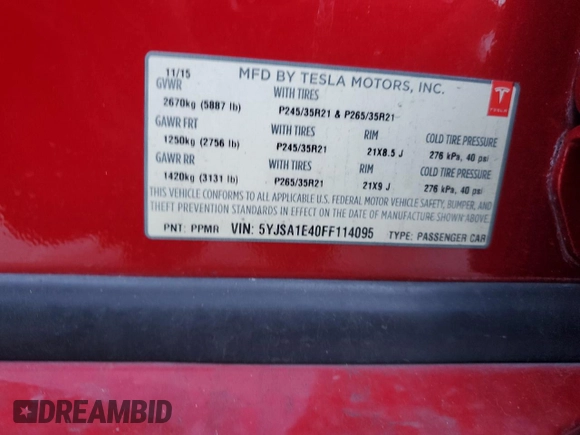 11/15 MFD BY TESLA MOTORS, INC.
GVWR WITH TIRES
TESLA
2670kg (5887 lb) P245/35R21 & P265/35R21
GAWR FRT WITH TIRES RIM COLD TIRE PRESSURE
1250kg (2756 lb) P245/35R21 21X8.5 J 276 kPa, 40 psi
GAWR RR WITH TIRES RIM COLD TIRE PRESSURE
1420kg (3131 lb) P265/35R21 21X9 J 276 kPa, 40 psi
THIS VEHICLE CONFORMS TO ALL APPLICABLE U.S. FEDERAL MOTOR VEHICLE SAFETY, BUMPER, AND
THEFT PREVENTION STANDARDS IN EFFECT ON THE DATE OF MANUFACTURE SHOWN ABOVE.
PNT: PPMR VIN: 5YJSA1E40FF114095 TYPE: PASSENGER CAR
DREAMBID